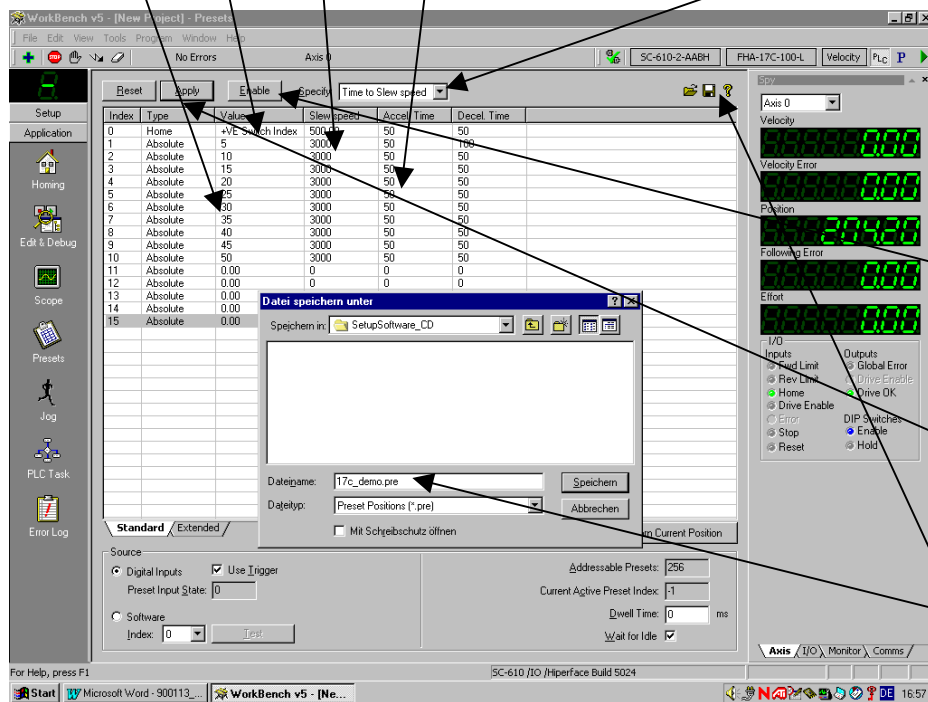 WorkBench v5 - [New Project] - Presets
File Edit View Tools Program Window Help
No Errors Axis 0 SC-610-2-AABH FHA-17C-100-L Velocity PLC P
Setup
Application
Homing
Edit & Debug
Scope
Presets
Jog
PLC Task
Error Log
Reset Apply Enable Specify Time to Slew speed
Index Type Value Slew speed Accel. Time Decel. Time
0 Home +VE Switch Index 500.00 50 50
1 Absolute 5 3000 50 100
2 Absolute 10 3000 50 50
3 Absolute 15 3000 50 50
4 Absolute 20 3000 50 50
5 Absolute 25 3000 50 50
6 Absolute 30 3000 50 50
7 Absolute 35 3000 50 50
8 Absolute 40 3000 50 50
9 Absolute 45 3000 50 50
10 Absolute 50 3000 50 50
11 Absolute 0.00 0 0 0
12 Absolute 0.00 0 0 0
13 Absolute 0.00
14 Absolute 0.00
15 Absolute 0.00
Datei speichern unter
Speichern in: SetupSoftware_CD
Dateiname: 17c_demo.pre Speichern
Dateityp: Preset Positions (*.pre) Abbrechen
Mit Schreibschutz öffnen
Standard Extended Current Position
Source
Digital Inputs Use Trigger
Preset Input State: 0
Software
Index: 0 Test
Addressable Presets: 256
Current Active Preset Index: -1
Dwell Time: 0 ms
Wait for Idle
Spy
Axis 0
Velocity
0.00
Velocity Error
0.00
Position
204.20
Following Error
0.00
Effort
0.00
I/O
Inputs Outputs
Fwd Limit Global Error
Rev Limit Drive Enable
Home Drive OK
Drive Enable
Error DIP Switches
Stop Enable
Reset Hold
Axis I/O Monitor Comms
For Help, press F1 SC-610 /IO /Hiperface Build 5024
Start Microsoft Word - 900113_... WorkBench v5 - [Ne... DE 16:57